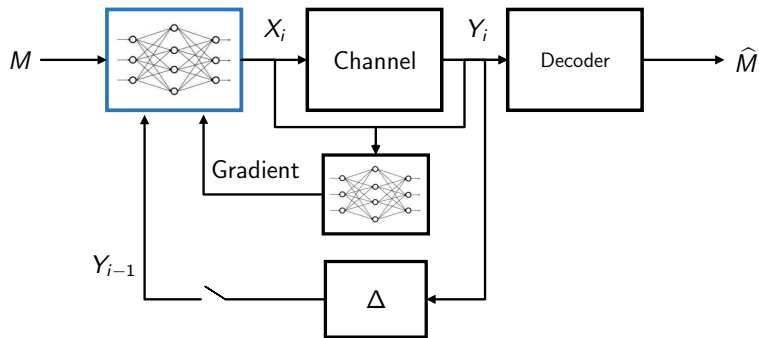 M
X_i
Channel
Y_i
Decoder
M̂
Gradient
Y_{i−1}
Δ